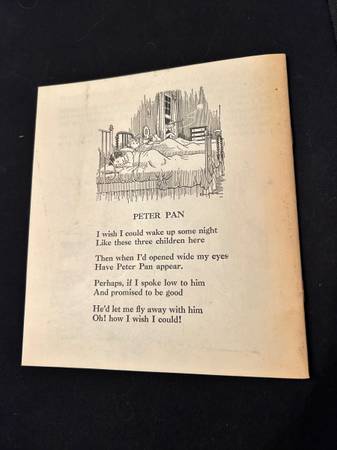 PETER PAN
I wish I could wake up some night
Like these three children here
Then when I'd opened wide my eyes
Have Peter Pan appear.
Perhaps, if I spoke low to him
And promised to be good
He'd let me fly away with him
Oh! how I wish I could!